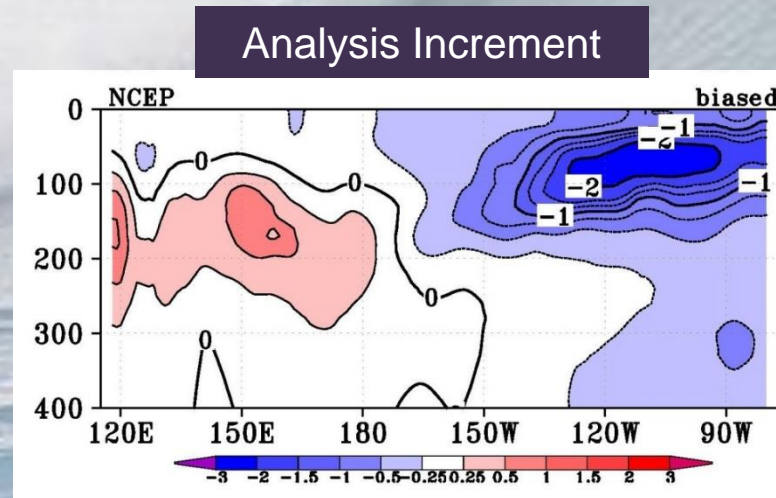 Analysis Increment
NCEP biased
0
100
200
300
400
0 0 0 0
-1 -2 -2 -1 -1
120E 150E 180 150W 120W 90W
-3 -2 -1.5 -1 -0.5 -0.25 0.25 0.5 1 1.5 2 3